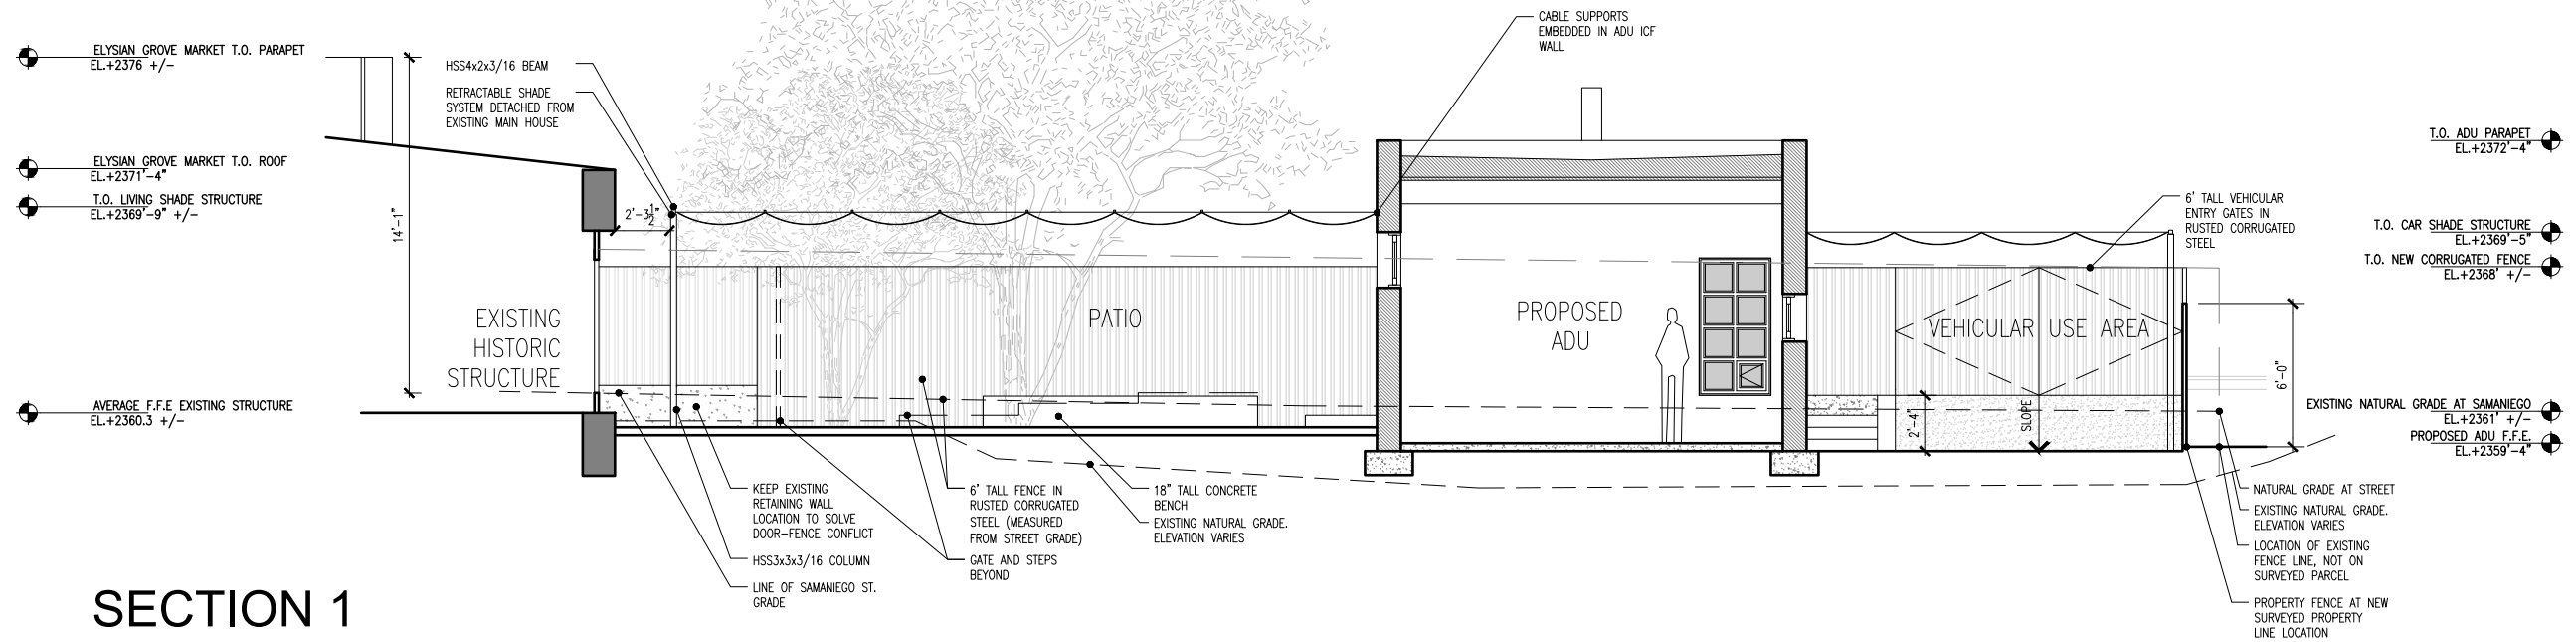 ELYSIAN GROVE MARKET T.O. PARAPET
EL.+2376 +/-
ELYSIAN GROVE MARKET T.O. ROOF
EL.+2371'-4"
T.O. LIVING SHADE STRUCTURE
EL.+2369'-9" +/-
AVERAGE F.F.E EXISTING STRUCTURE
EL.+2360.3 +/-
14'-1"
HSS4x2x3/16 BEAM
RETRACTABLE SHADE
SYSTEM DETACHED FROM
EXISTING MAIN HOUSE
2'-3 1/2"
CABLE SUPPORTS
EMBEDDED IN ADU ICF
WALL
EXISTING
HISTORIC
STRUCTURE
PATIO
PROPOSED
ADU
VEHICULAR USE AREA
6' TALL VEHICULAR
ENTRY GATES IN
RUSTED CORRUGATED
STEEL
T.O. ADU PARAPET
EL.+2372'-4"
T.O. CAR SHADE STRUCTURE
EL.+2369'-5"
T.O. NEW CORRUGATED FENCE
EL.+2368' +/-
6'-0"
2'-4"
SLOPE
EXISTING NATURAL GRADE AT SAMANIEGO
EL.+2361' +/-
PROPOSED ADU F.F.E.
EL.+2359'-4"
KEEP EXISTING
RETAINING WALL
LOCATION TO SOLVE
DOOR-FENCE CONFLICT
HSS3x3x3/16 COLUMN
LINE OF SAMANIEGO ST.
GRADE
6' TALL FENCE IN
RUSTED CORRUGATED
STEEL (MEASURED
FROM STREET GRADE)
GATE AND STEPS
BEYOND
18" TALL CONCRETE
BENCH
EXISTING NATURAL GRADE.
ELEVATION VARIES
NATURAL GRADE AT STREET
EXISTING NATURAL GRADE.
ELEVATION VARIES
LOCATION OF EXISTING
FENCE LINE, NOT ON
SURVEYED PARCEL
PROPERTY FENCE AT NEW
SURVEYED PROPERTY
LINE LOCATION
SECTION 1